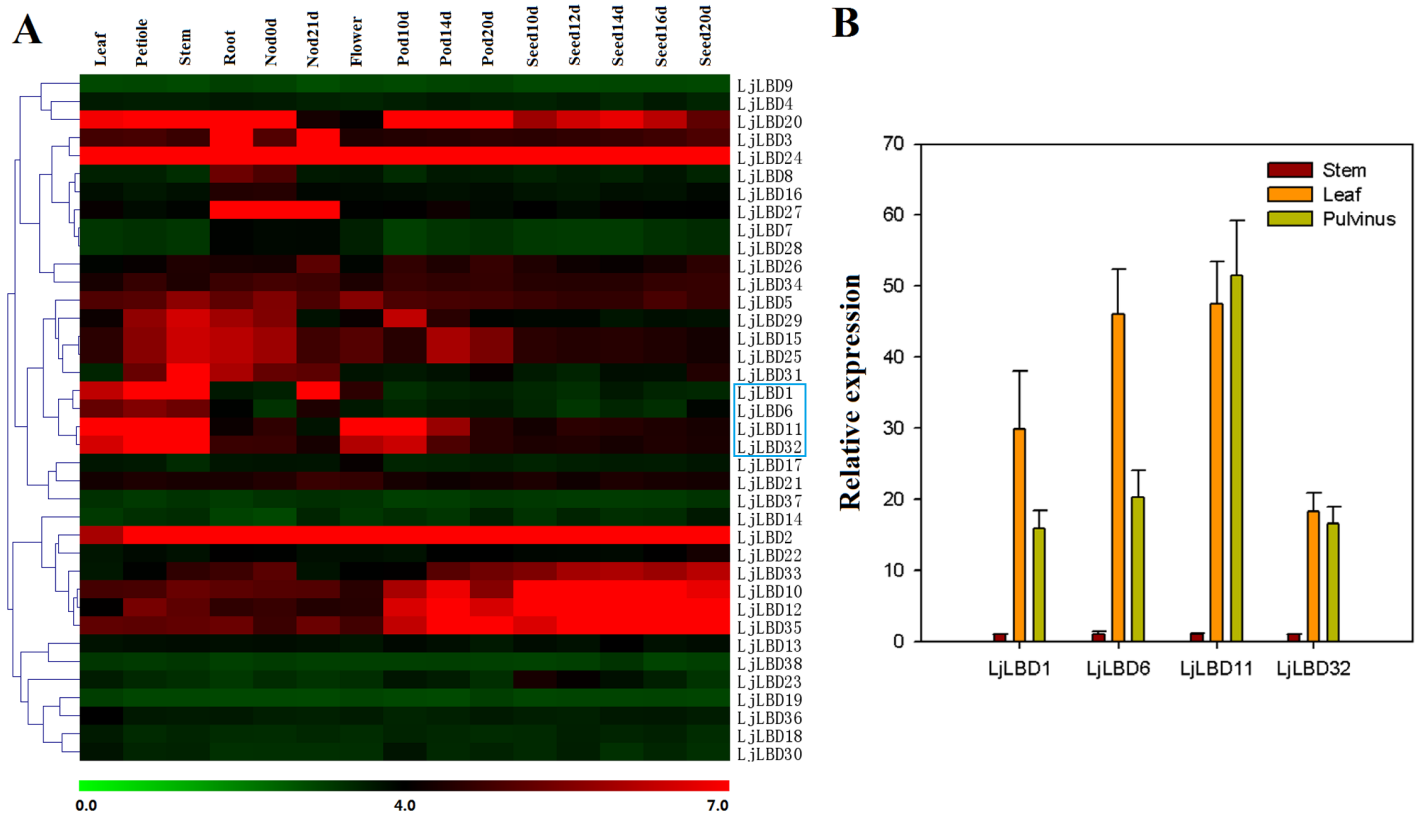 A
Leaf
Petiole
Stem
Root
Nod0d
Nod21d
Flower
Pod10d
Pod14d
Pod20d
Seed10d
Seed12d
Seed14d
Seed16d
Seed20d
LjLBD9
LjLBD4
LjLBD20
LjLBD3
LjLBD24
LjLBD8
LjLBD16
LjLBD27
LjLBD7
LjLBD28
LjLBD26
LjLBD34
LjLBD5
LjLBD29
LjLBD15
LjLBD25
LjLBD31
LjLBD1
LjLBD6
LjLBD11
LjLBD32
LjLBD17
LjLBD21
LjLBD37
LjLBD14
LjLBD2
LjLBD22
LjLBD33
LjLBD10
LjLBD12
LjLBD35
LjLBD13
LjLBD38
LjLBD23
LjLBD19
LjLBD36
LjLBD18
LjLBD30
0.0 4.0 7.0
B
Relative expression
70
60
50
40
30
20
10
0
Stem
Leaf
Pulvinus
LjLBD1 LjLBD6 LjLBD11 LjLBD32